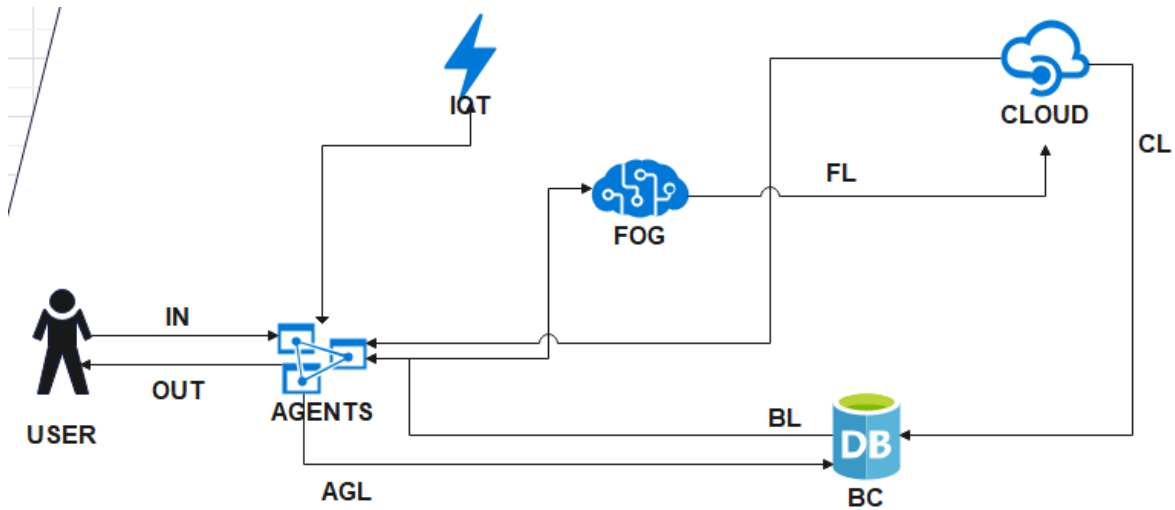 IOT
CLOUD
CL
FL
FOG
IN
OUT
AGENTS
USER
BL
DB
AGL
BC